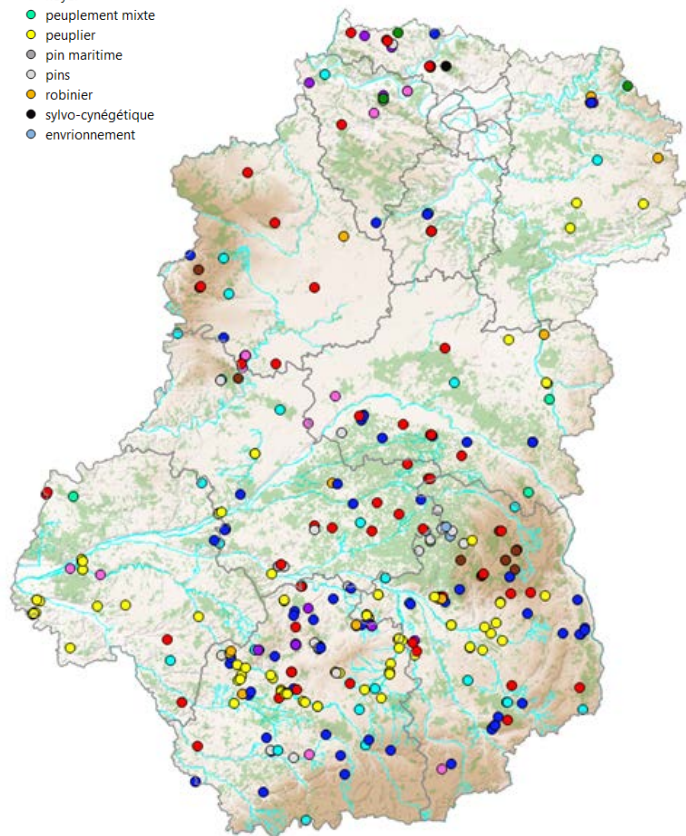 peuplement mixte
peuplier
pin maritime
pins
robinier
sylvo-cynégétique
envrionnement